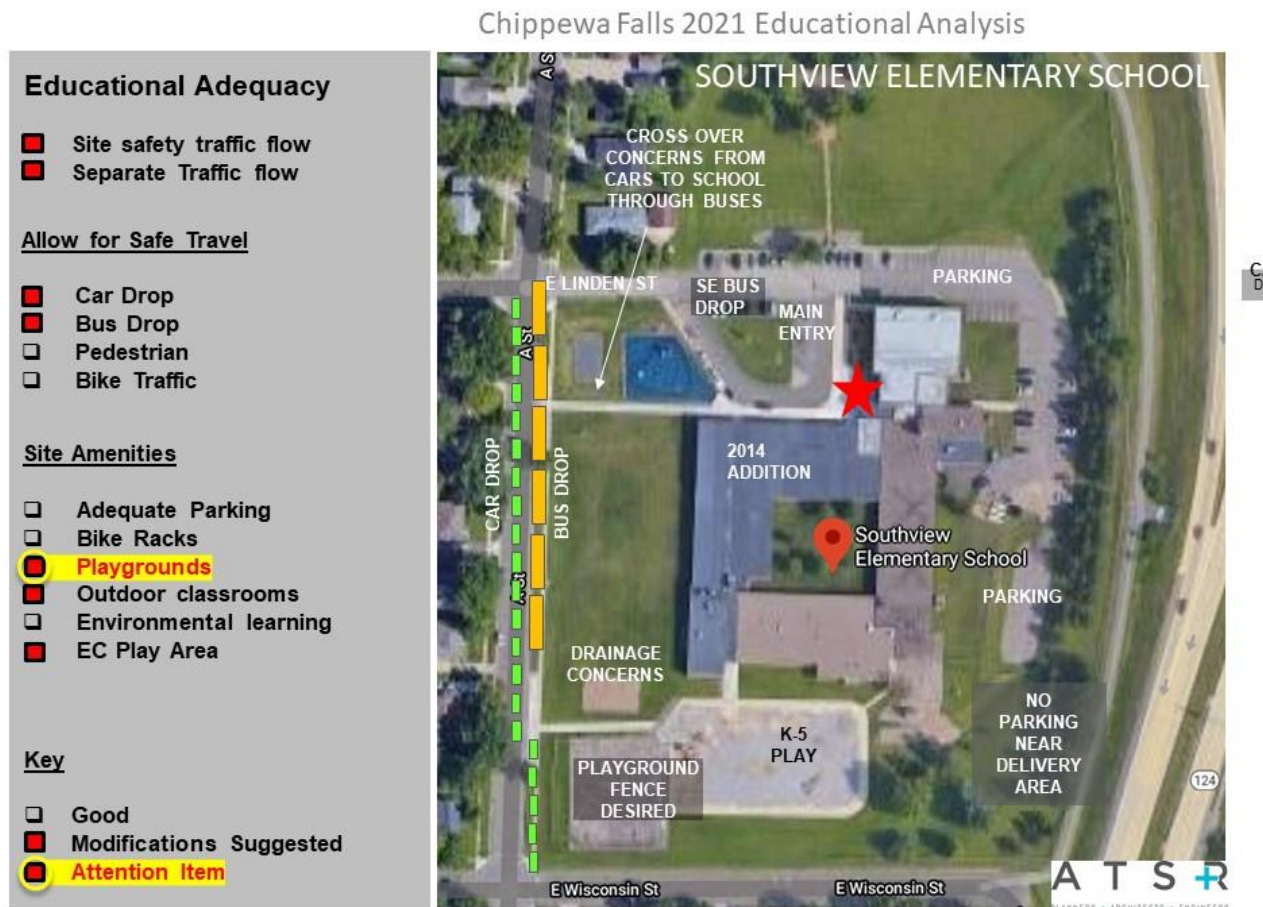 Chippewa Falls 2021 Educational Analysis
Educational Adequacy
Site safety traffic flow
Separate Traffic flow
Allow for Safe Travel
Car Drop
Bus Drop
Pedestrian
Bike Traffic
Site Amenities
Adequate Parking
Bike Racks
Playgrounds
Outdoor classrooms
Environmental learning
EC Play Area
Key
Good
Modifications Suggested
Attention Item
A St
SOUTHVIEW ELEMENTARY SCHOOL
CROSS OVER
CONCERNS FROM
CARS TO SCHOOL
THROUGH BUSES
E LINDEN ST
SE BUS
DROP
MAIN
ENTRY
PARKING
A St
CAR DROP
BUS DROP
2014
ADDITION
Southview
Elementary School
A St
PARKING
DRAINAGE
CONCERNS
K-5
PLAY
PLAYGROUND
FENCE
DESIRED
NO
PARKING
NEAR
DELIVERY
AREA
124
E Wisconsin St
E Wisconsin St
A T S R
PLANNERS • ARCHITECTS • ENGINEERS